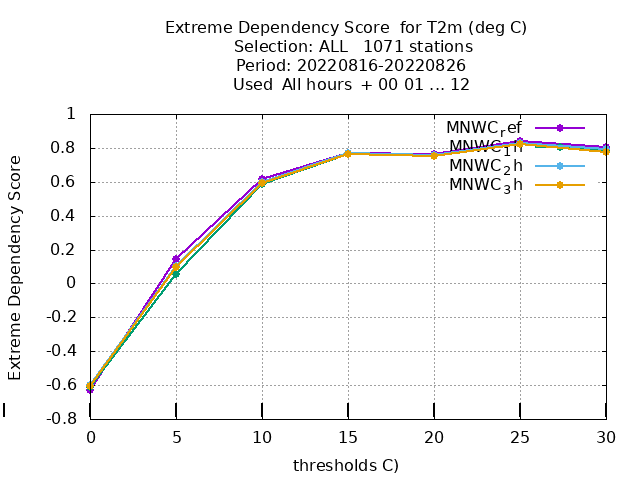 Extreme Dependency Score  for T2m (deg C)
Selection: ALL   1071 stations
Period: 20220816-20220826
Used  All hours  + 00 01 ... 12
Extreme Dependency Score
1
0.8
0.6
0.4
0.2
0
-0.2
-0.4
-0.6
-0.8
MNWCref
MNWC1h
MNWC2h
MNWC3h
0 5 10 15 20 25 30
thresholds C)